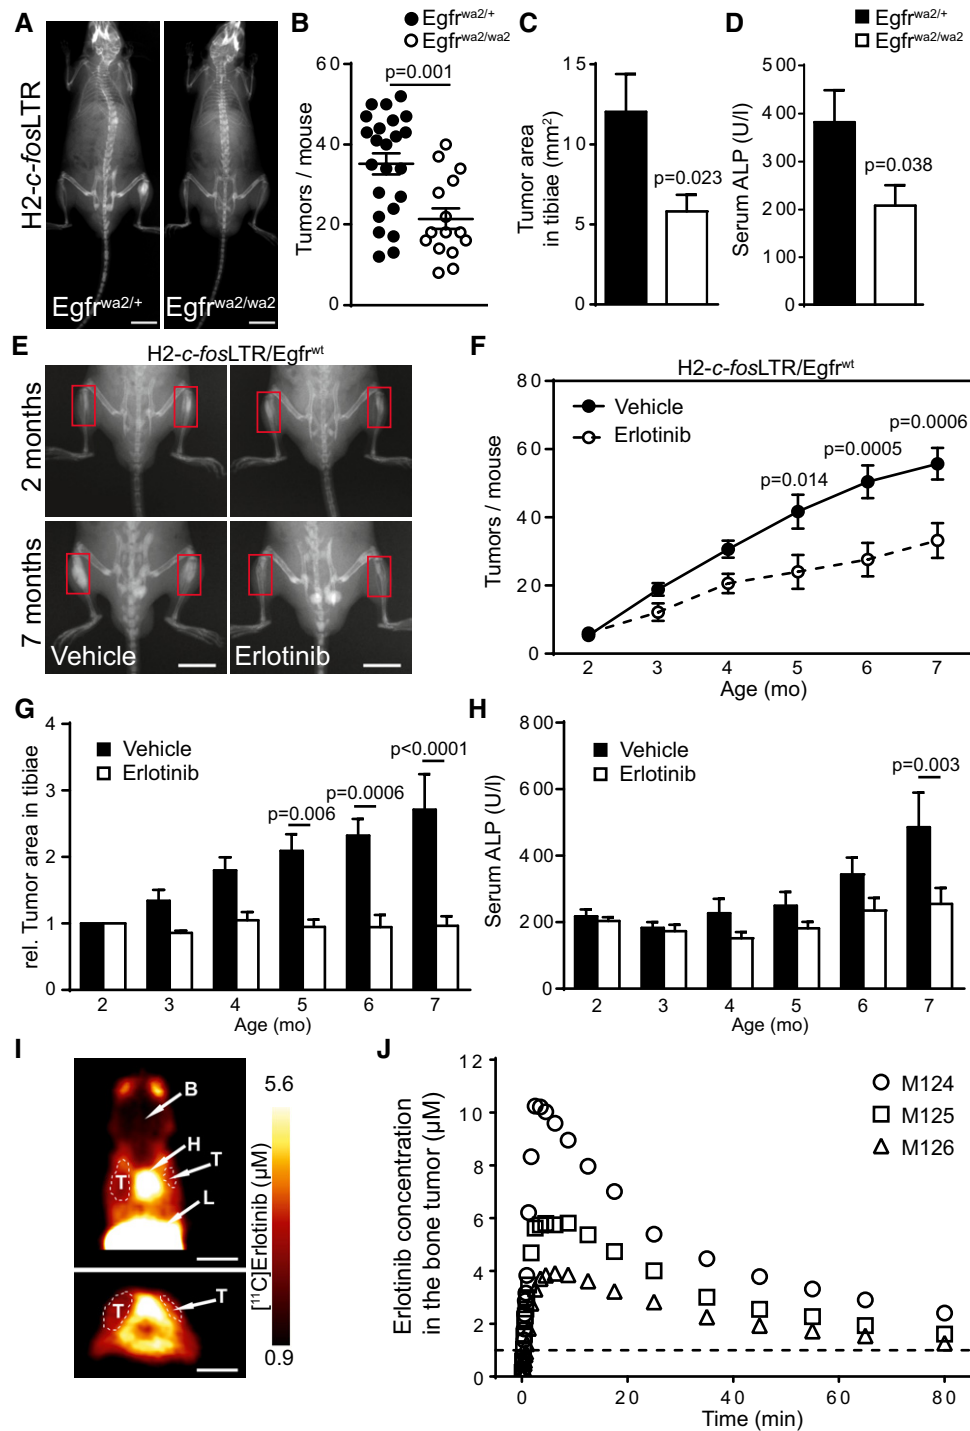 A
H2-c-fosLTR
Egfrwa2/+
Egfrwa2/wa2
B
Egfrwa2/+
Egfrwa2/wa2
Tumors / mouse
60
40
20
0
p=0.001
C
Tumor area
in tibiae (mm2)
15
10
5
0
p=0.023
D
Egfrwa2/+
Egfrwa2/wa2
Serum ALP (U/l)
500
400
300
200
100
0
p=0.038
E
H2-c-fosLTR/Egfrwt
2 months
7 months
Vehicle
Erlotinib
F
H2-c-fosLTR/Egfrwt
Tumors / mouse
80
60
40
20
0
Vehicle
Erlotinib
p=0.014
p=0.0005
p=0.0006
2 3 4 5 6 7
Age (mo)
G
rel. Tumor area in tibiae
4
3
2
1
0
Vehicle
Erlotinib
p=0.006
p=0.0006
p<0.0001
2 3 4 5 6 7
Age (mo)
H
Serum ALP (U/l)
800
600
400
200
0
Vehicle
Erlotinib
p=0.003
2 3 4 5 6 7
Age (mo)
I
B
H
T
T
L
T
T
5.6
[11C]Erlotinib (µM)
0.9
J
Erlotinib concentration
in the bone tumor (µM)
12
10
8
6
4
2
0
M124
M125
M126
0 20 40 60 80
Time (min)